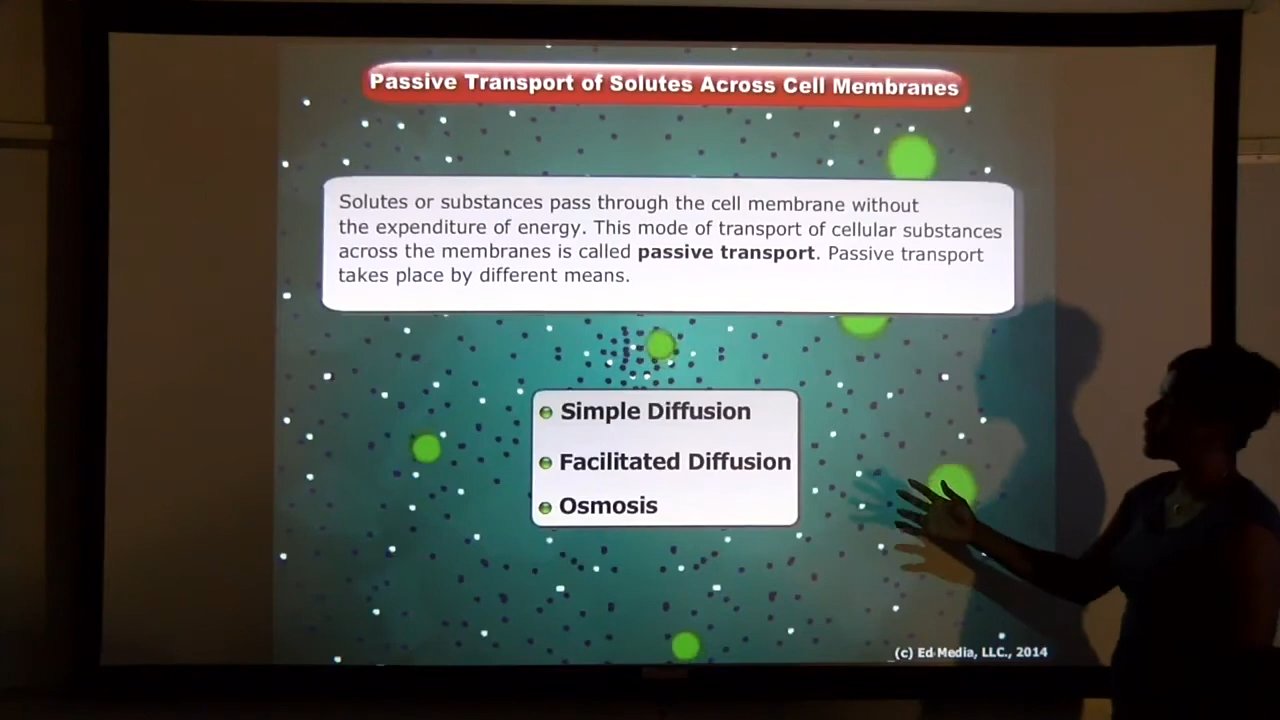 Passive Transport of Solutes Across Cell Membranes
Solutes or substances pass through the cell membrane without
the expenditure of energy. This mode of transport of cellular substances
across the membranes is called passive transport. Passive transport
takes place by different means.
Simple Diffusion
Facilitated Diffusion
Osmosis
(c) Ed Media, LLC., 2014